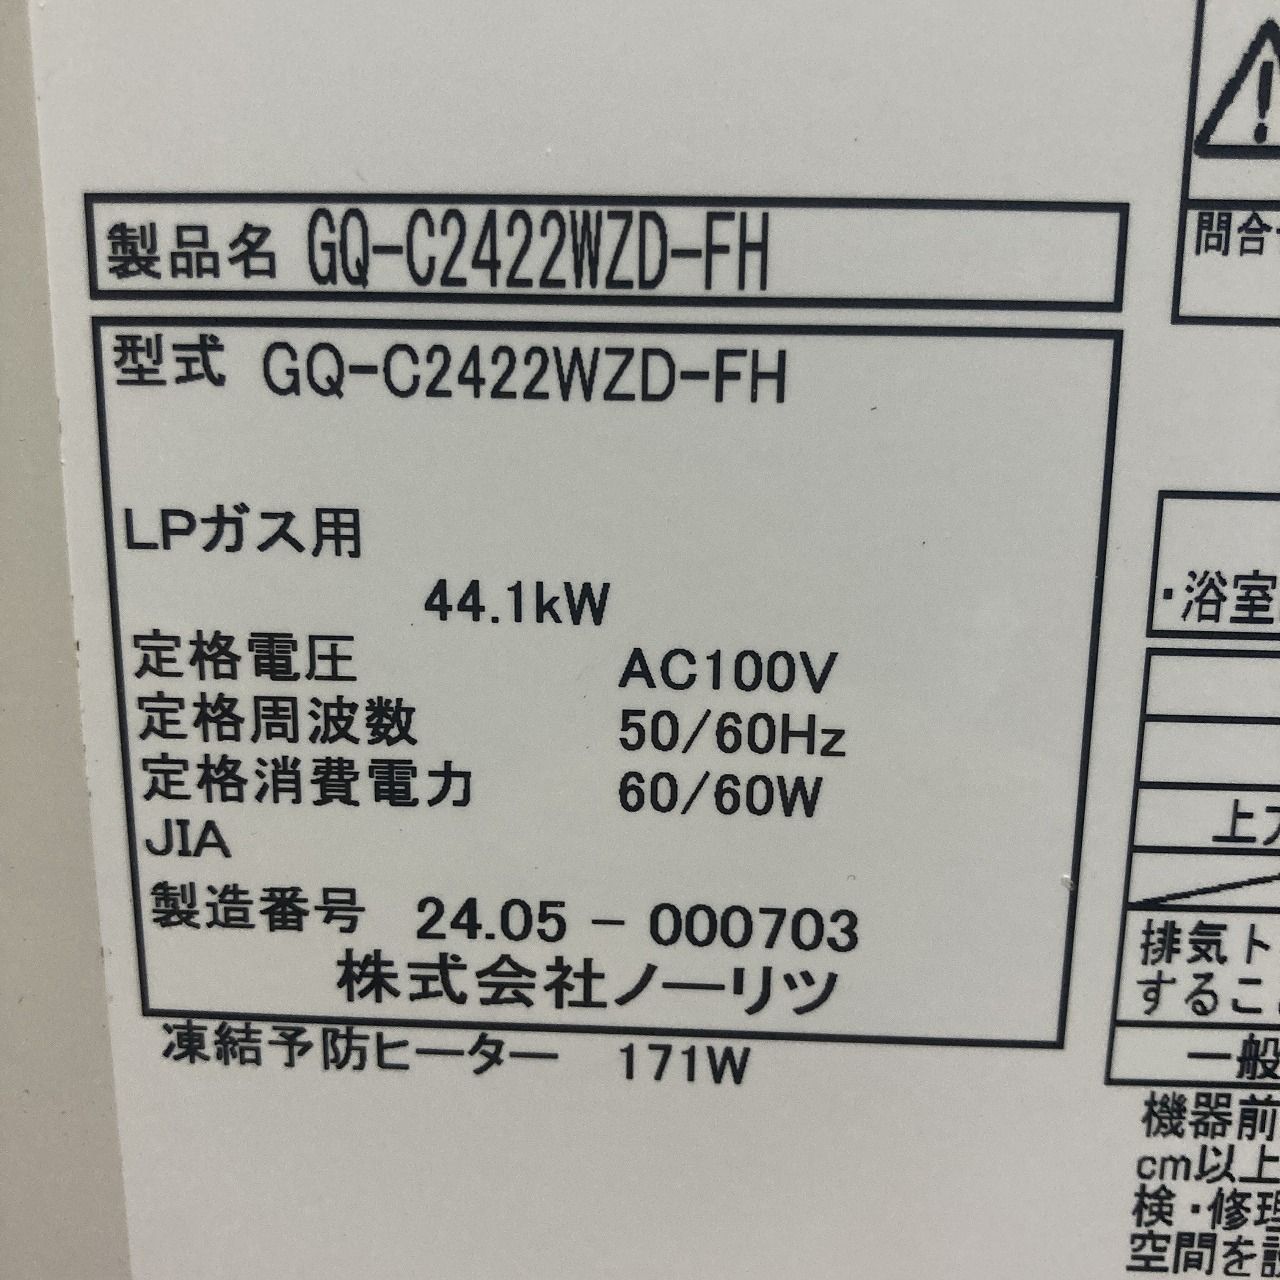 製品名 GQ-C2422WZD-FH
型式 GQ-C2422WZD-FH
LPガス用
44.1kW
定格電圧 AC100V
定格周波数 50/60Hz
定格消費電力 60/60W
JIA
製造番号 24.05 - 000703
株式会社ノーリツ
凍結予防ヒーター 171W
問合
・浴室
上
排気ト
するこ
一般
機器前
cm以上
検・修理
空間を設